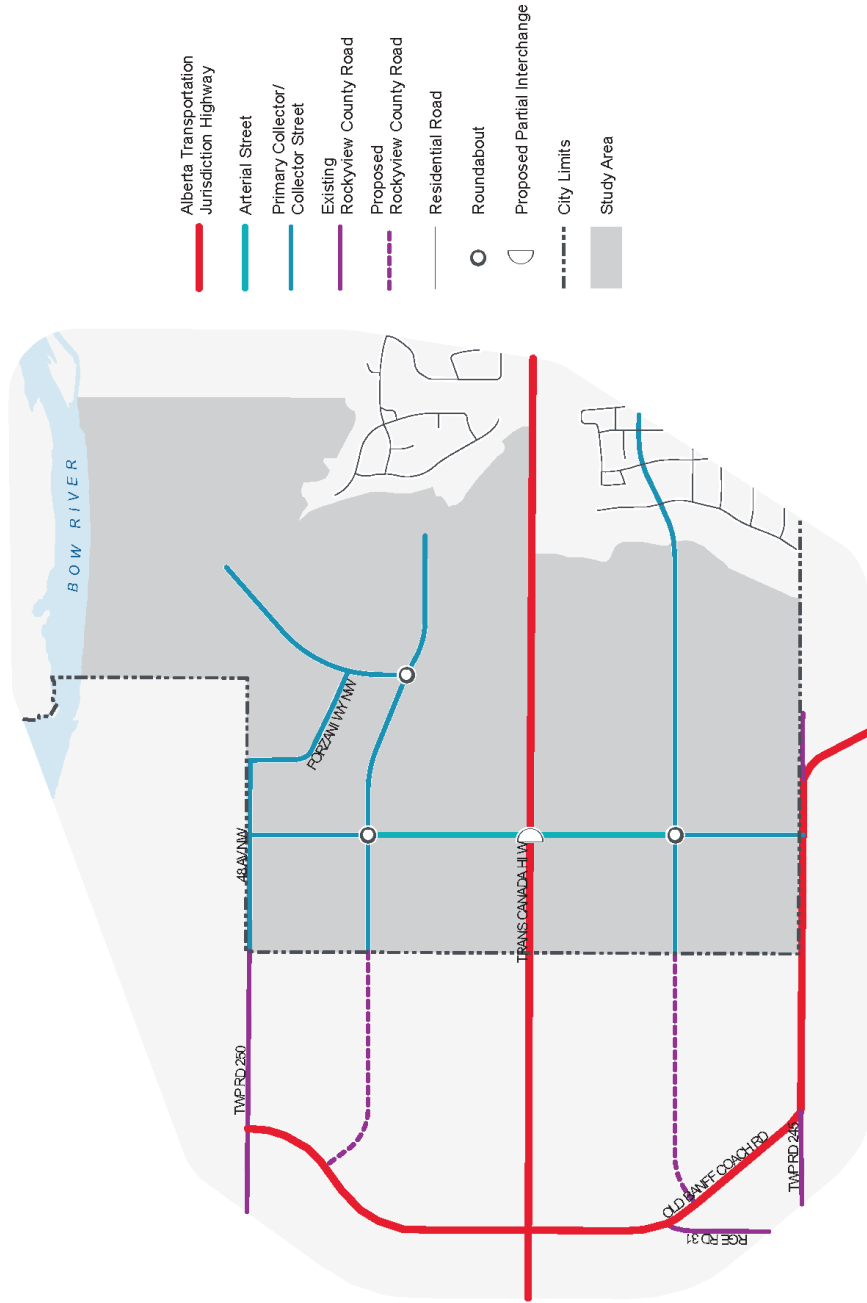 BOW RIVER
48 AV NW
FORZANI WY NW
TWP RD 250
TRANS CANADA HI W
OLD BANFF COACH RD
RGE RD 31
TWP RD 245
Alberta Transportation
Jurisdiction Highway
Arterial Street
Primary Collector/
Collector Street
Existing
Rockyview County Road
Proposed
Rockyview County Road
Residential Road
Roundabout
Proposed Partial Interchange
City Limits
Study Area